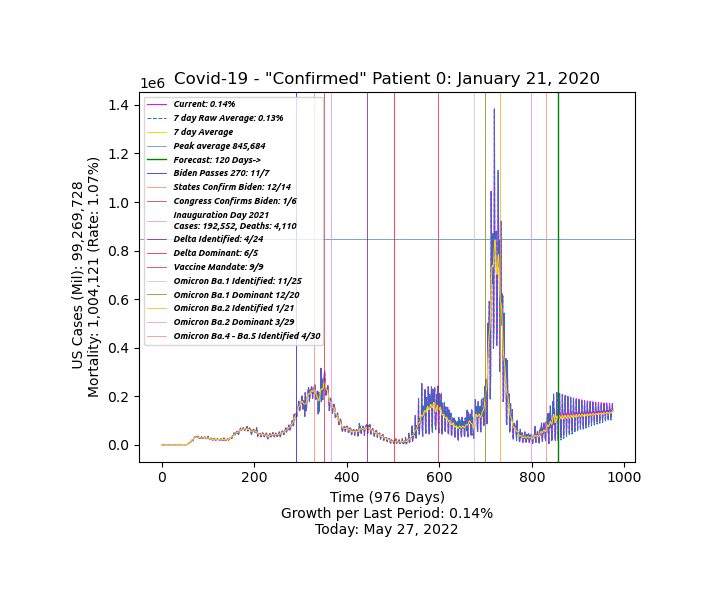 Covid-19 - "Confirmed" Patient 0: January 21, 2020
1e6
1.4
1.2
1.0
0.8
0.6
0.4
0.2
0.0
US Cases (Mil): 99,269,728
Mortality: 1,004,121 (Rate: 1.07%)
Current: 0.14%
7 day Raw Average: 0.13%
7 day Average
Peak average 845,684
Forecast: 120 Days->
Biden Passes 270: 11/7
States Confirm Biden: 12/14
Congress Confirms Biden: 1/6
Inauguration Day 2021
Cases: 192,552, Deaths: 4,110
Delta Identified: 4/24
Delta Dominant: 6/5
Vaccine Mandate: 9/9
Omicron Ba.1 Identified: 11/25
Omicron Ba.1 Dominant 12/20
Omicron Ba.2 Identified 1/21
Omicron Ba.2 Dominant 3/29
Omicron Ba.4 - Ba.5 Identified 4/30
0 200 400 600 800 1000
Time (976 Days)
Growth per Last Period: 0.14%
Today: May 27, 2022